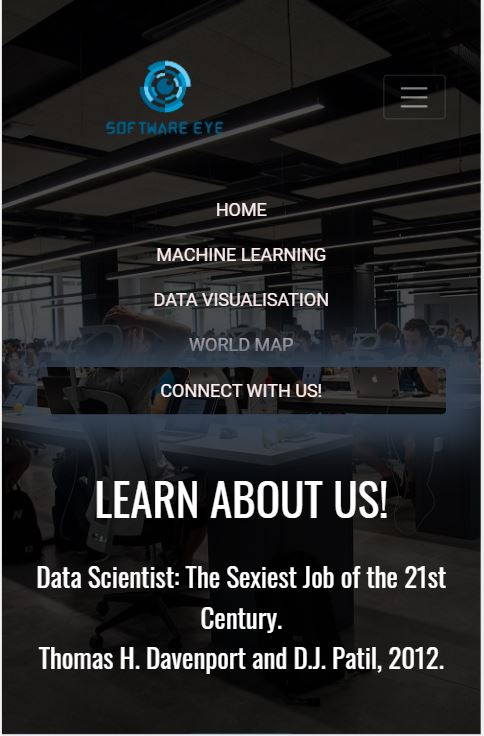 SOFTWARE EYE
HOME
MACHINE LEARNING
DATA VISUALISATION
WORLD MAP
CONNECT WITH US!
LEARN ABOUT US!
Data Scientist: The Sexiest Job of the 21st
Century.
Thomas H. Davenport and D.J. Patil, 2012.